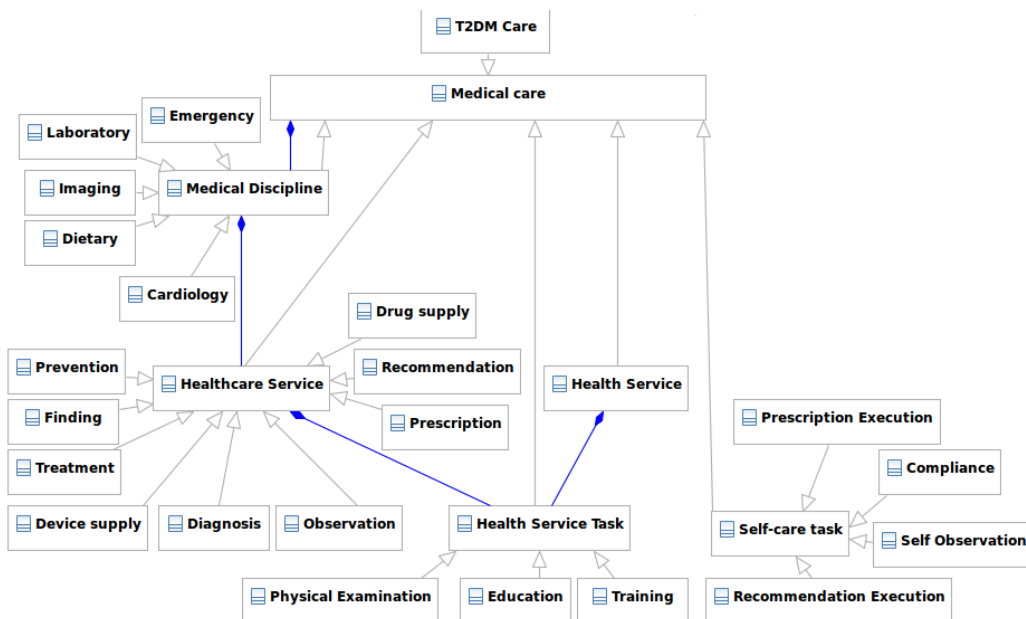 T2DM Care
Medical care
Emergency
Laboratory
Imaging
Medical Discipline
Dietary
Cardiology
Drug supply
Prevention
Healthcare Service
Recommendation
Health Service
Finding
Prescription
Prescription Execution
Treatment
Compliance
Device supply
Diagnosis
Observation
Health Service Task
Self-care task
Self Observation
Physical Examination
Education
Training
Recommendation Execution